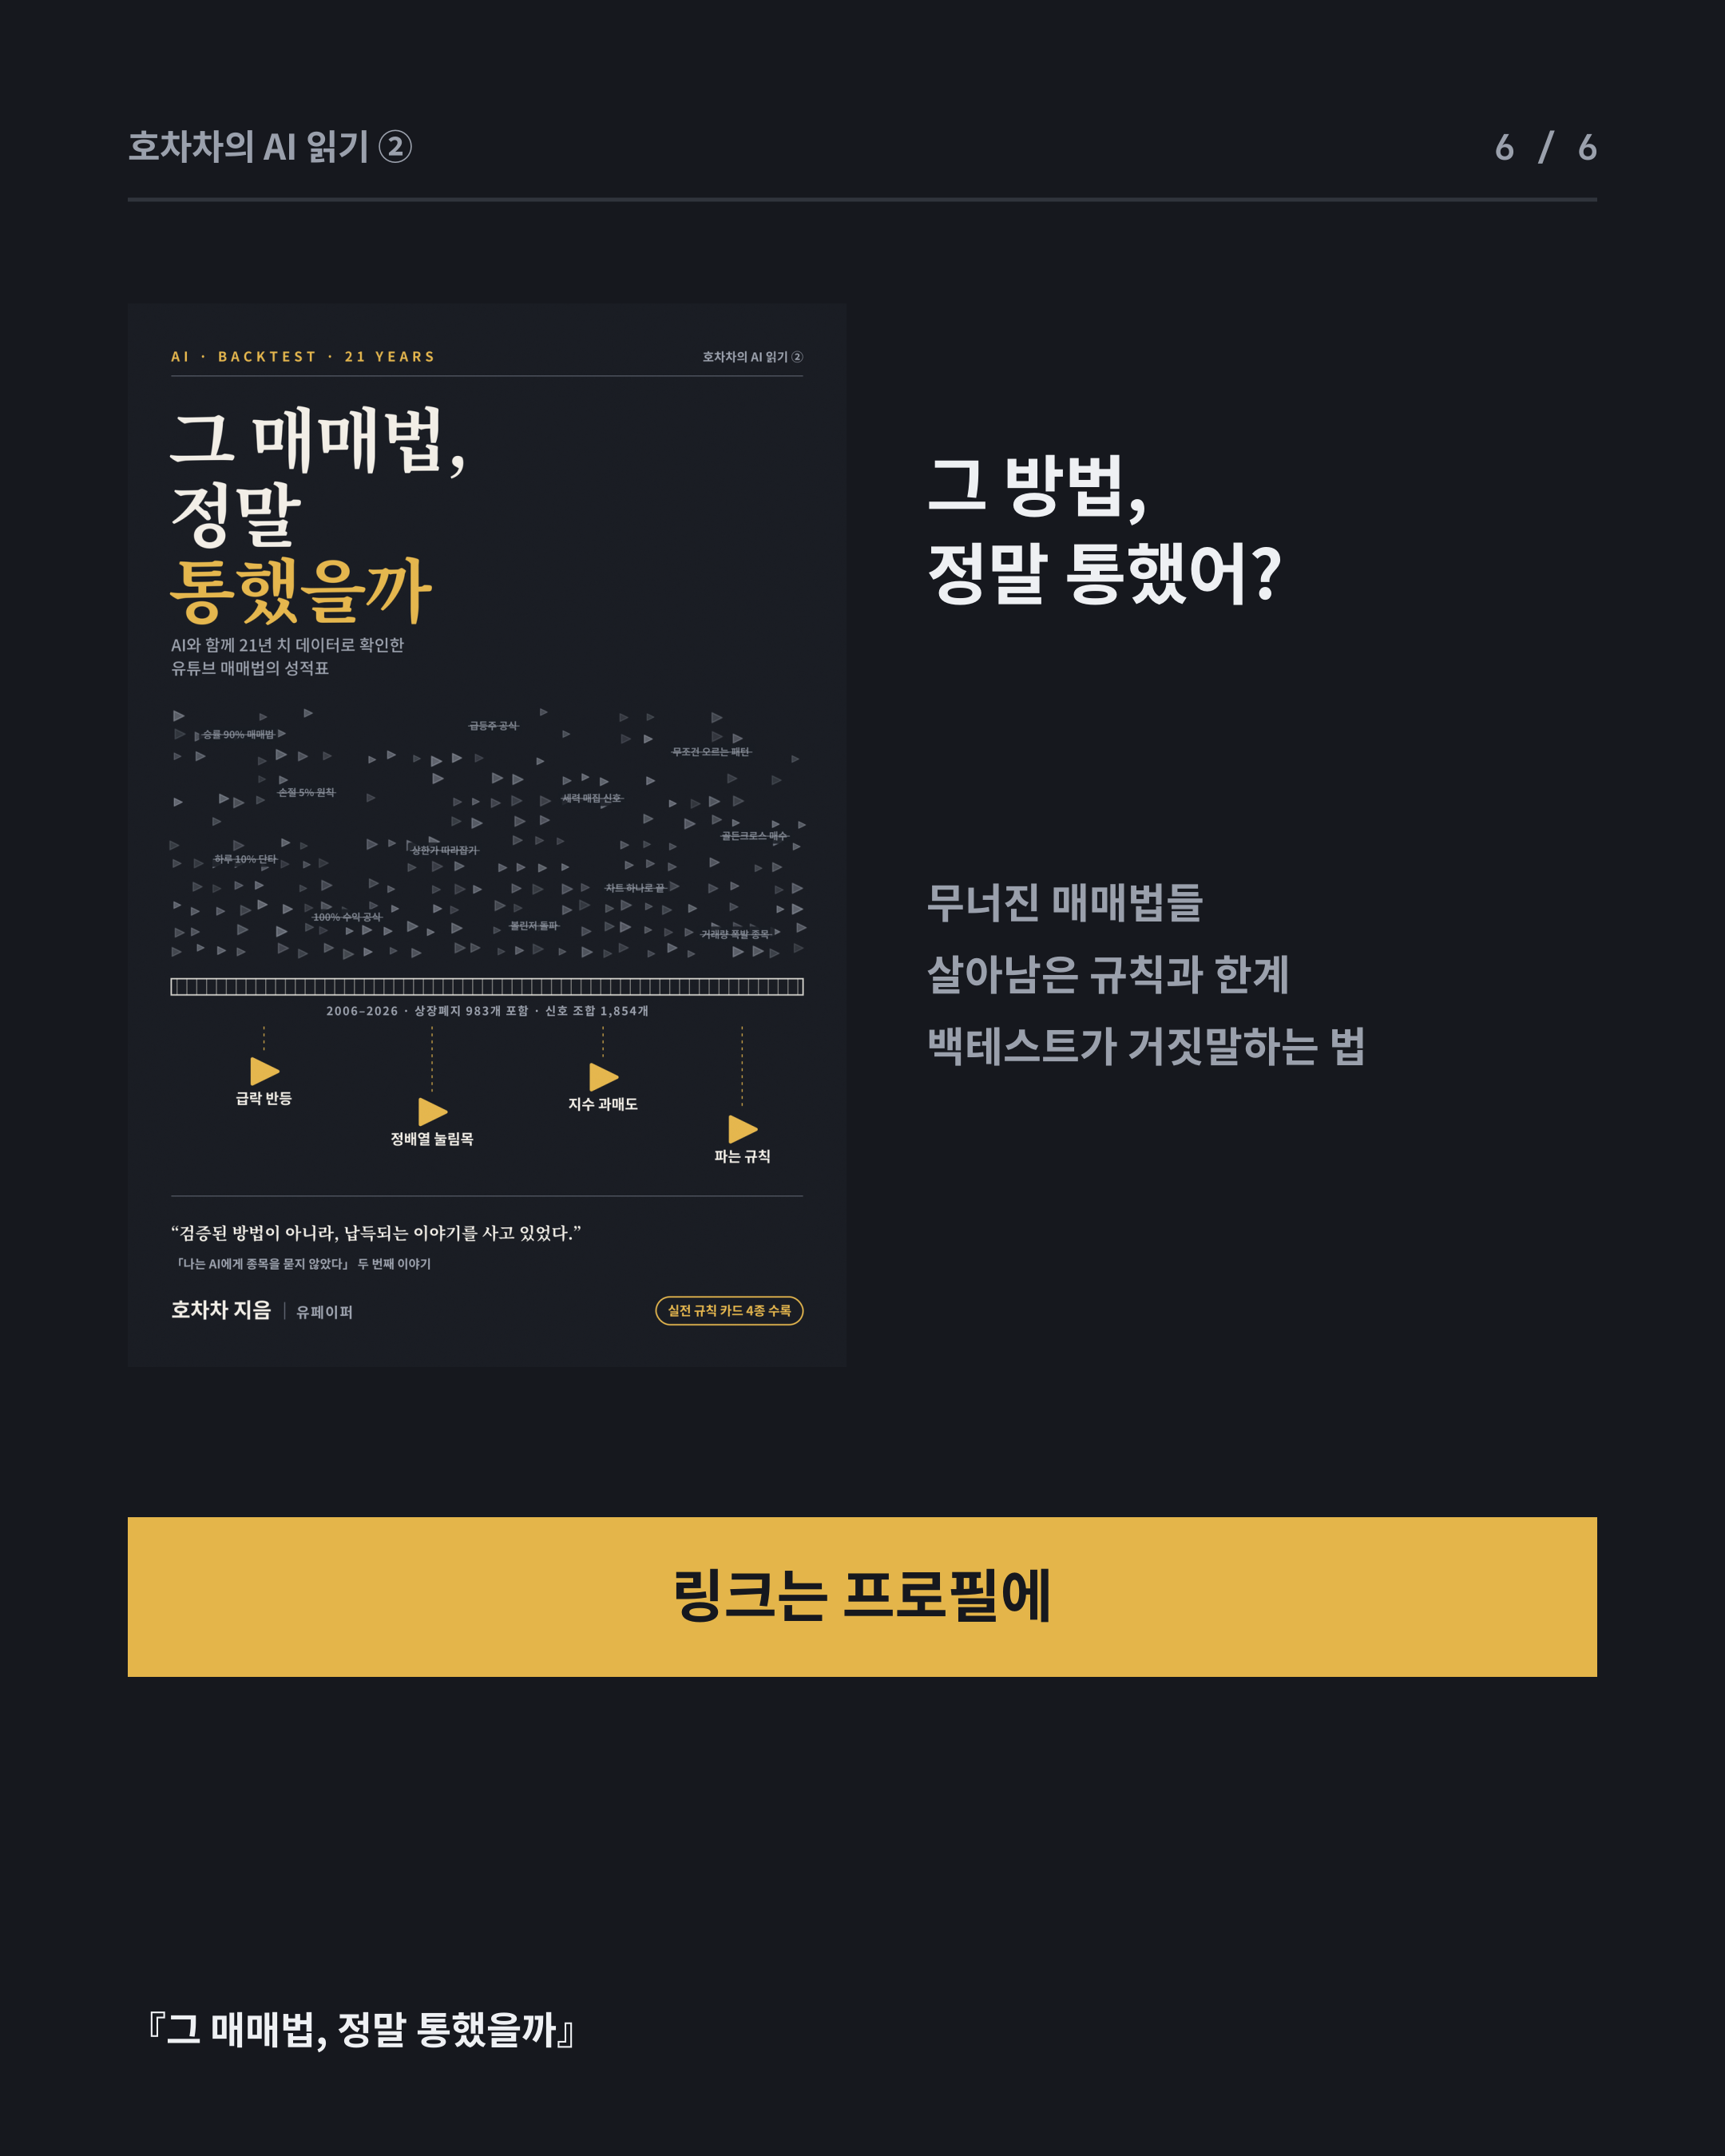 호차차의 AI 읽기 ②
6 / 6
AI · BACKTEST · 21 YEARS
호차차의 AI 읽기 ②
그 매매법,
정말
통했을까
AI와 함께 21년 치 데이터로 확인한
유튜브 매매법의 성적표
급등주 공식
승률 90% 매매법
무조건 오르는 패턴
손절 5% 원칙
세력 매집 신호
골든크로스 매수
상한가 따라잡기
하루 10% 단타
차트 하나로 끝
100% 수익 공식
볼린저 돌파
거래량 폭발 종목
2006–2026 · 상장폐지 983개 포함 · 신호 조합 1,854개
급락 반등
지수 과매도
정배열 눌림목
파는 규칙
“검증된 방법이 아니라, 납득되는 이야기를 사고 있었다.”
「나는 AI에게 종목을 묻지 않았다」 두 번째 이야기
호차차 지음 | 유페이퍼
실전 규칙 카드 4종 수록
그 방법,
정말 통했어?
무너진 매매법들
살아남은 규칙과 한계
백테스트가 거짓말하는 법
링크는 프로필에
『그 매매법, 정말 통했을까』